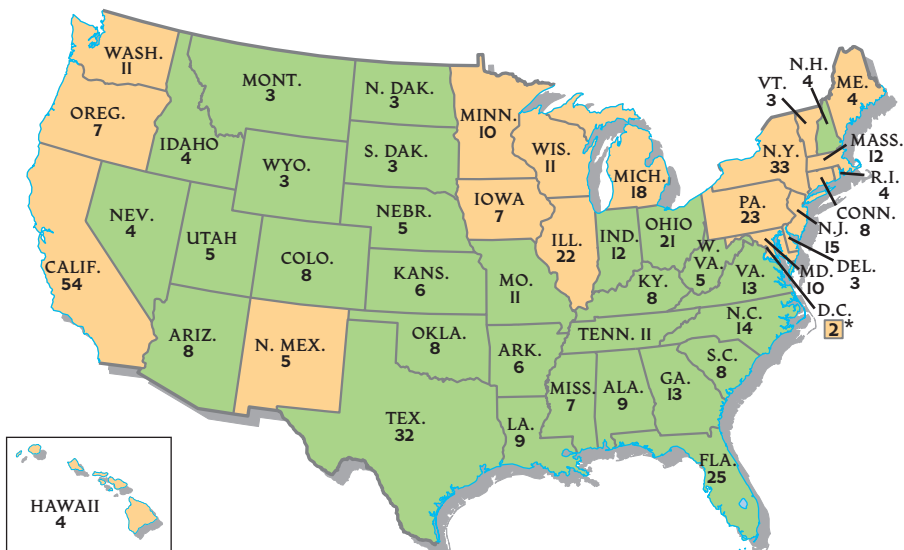 WASH.
11
OREG.
7
CALIF.
54
NEV.
4
IDAHO
4
MONT.
3
WYO.
3
UTAH
5
COLO.
8
ARIZ.
8
N. MEX.
5
N. DAK.
3
S. DAK.
3
NEBR.
5
KANS.
6
OKLA.
8
TEX.
32
MINN.
10
IOWA
7
MO.
11
ARK.
6
LA.
9
WIS.
11
ILL.
22
MICH.
18
IND.
12
OHIO
21
KY.
8
TENN. 11
MISS.
7
ALA.
9
GA.
13
FLA.
25
S.C.
8
N.C.
14
VA.
13
W.
VA.
5
PA.
23
N.Y.
33
VT.
3
N.H.
4
ME.
4
MASS.
12
R.I.
4
CONN.
8
N.J.
15
DEL.
3
MD.
10
D.C.
2*
HAWAII
4